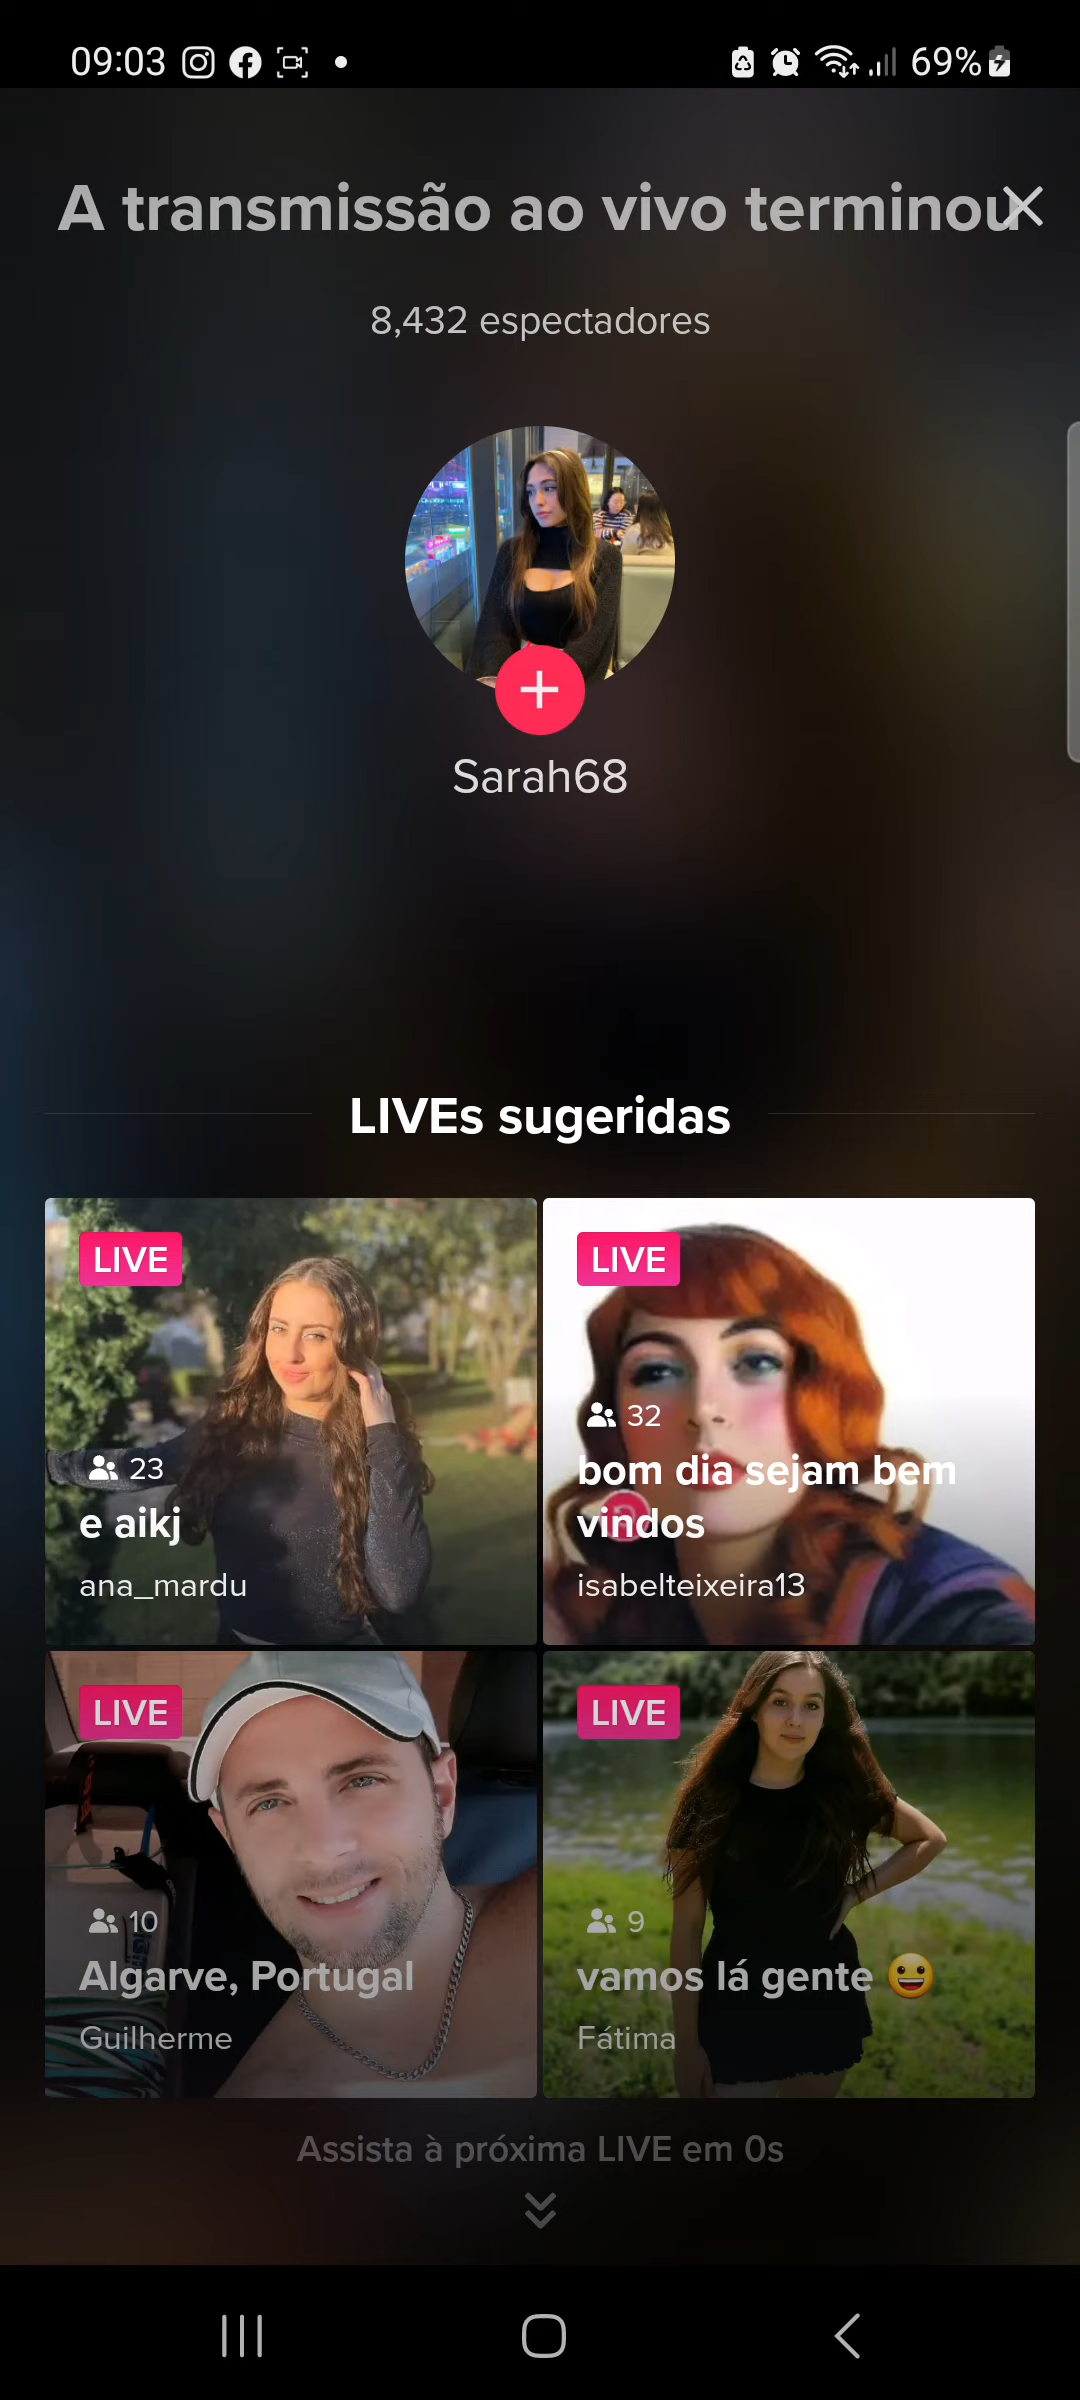 09:03
69%
A transmissão ao vivo terminou
8,432 espectadores
Sarah68
LIVEs sugeridas
LIVE
23
e aikj
ana_mardu
LIVE
32
bom dia sejam bem
vindos
isabelteixeira13
LIVE
10
Algarve, Portugal
Guilherme
LIVE
9
vamos lá gente 😀
Fátima
Assista à próxima LIVE em 0s